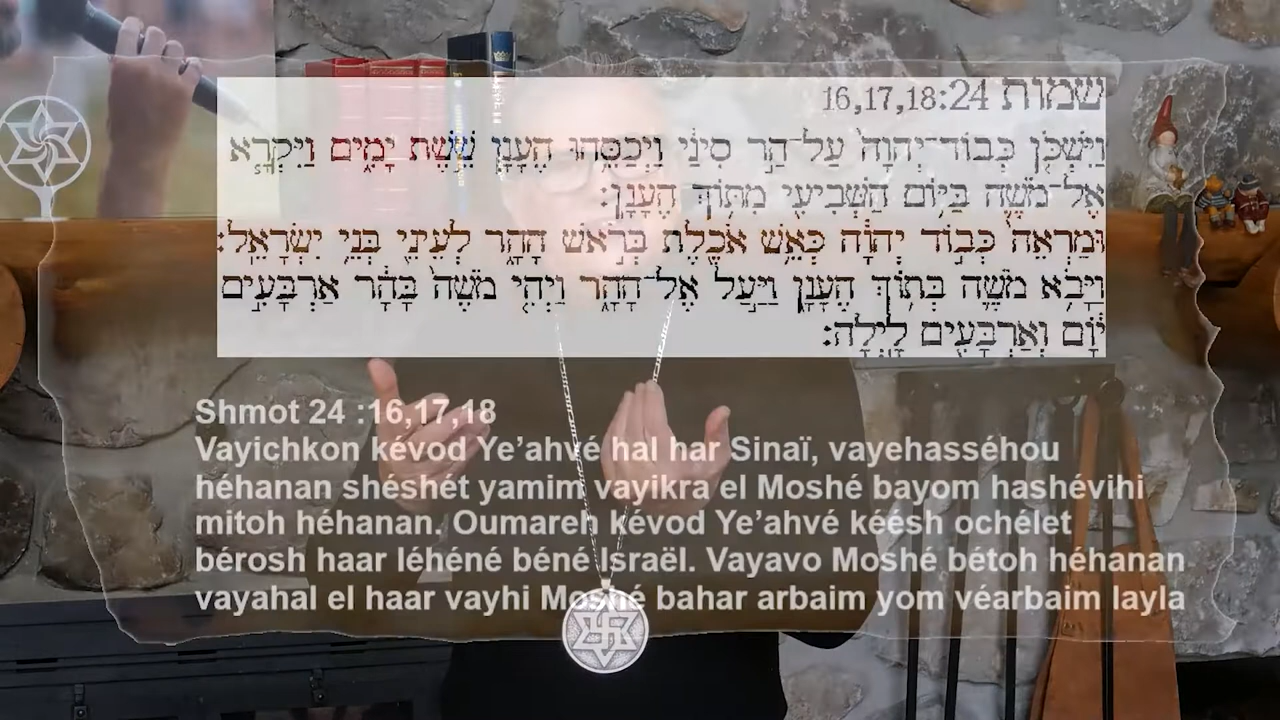 שמות 24:16,17,18
וַיִּשְׁכֹּ֤ן כְּבוֹד־יְהוָה֙ עַל־הַ֣ר סִינַ֔י וַיְכַסֵּ֥הוּ הֶעָנָ֖ן שֵׁ֣שֶׁת יָמִ֑ים וַיִּקְרָ֧א
אֶל־מֹשֶׁ֛ה בַּיּ֥וֹם הַשְּׁבִיעִ֖י מִתּ֥וֹךְ הֶעָנָֽן׃
וּמַרְאֵה֙ כְּב֣וֹד יְהוָ֔ה כְּאֵ֥שׁ אֹכֶ֖לֶת בְּרֹ֣אשׁ הָהָ֑ר לְעֵינֵ֖י בְּנֵ֥י יִשְׂרָאֵֽל׃
וַיָּבֹ֥א מֹשֶׁ֛ה בְּת֥וֹךְ הֶעָנָ֖ן וַיַּ֣עַל אֶל־הָהָ֑ר וַיְהִ֤י מֹשֶׁה֙ בָּהָ֔ר אַרְבָּעִ֣ים
י֔וֹם וְאַרְבָּעִ֖ים לָֽיְלָה׃
Shmot 24 :16,17,18
Vayichkon kévod Ye’ahvé hal har Sinaï, vayehasséhou
héhanan shéshét yamim vayikra el Moshé bayom hashévihi
mitoh héhanan. Oumareh kévod Ye’ahvé kéésh ochélet
bérosh haar léhéné béné Israël. Vayavo Moshé bétoh héhanan
vayahal el haar vayhi Moshé bahar arbaim yom véarbaim layla